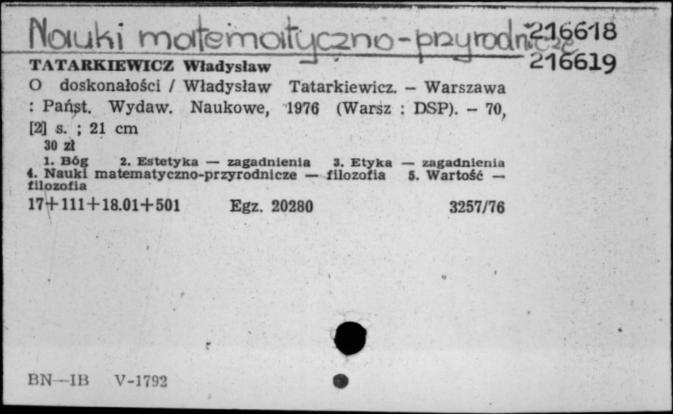 Nauki matematyczno-przyrodnicze
216618
216619
TATARKIEWICZ Władysław
O doskonałości / Władysław Tatarkiewicz. — Warszawa
: Państ. Wydaw. Naukowe, 1976 (Warsz : DSP). — 70,
[2] s. ; 21 cm
30 zł
1. Bóg 2. Estetyka — zagadnienia 3. Etyka — zagadnienia
4. Nauki matematyczno-przyrodnicze — filozofia 5. Wartość —
filozofia
17+111+18.01+501 Egz. 20280 3257/76
BN—IB V-1792